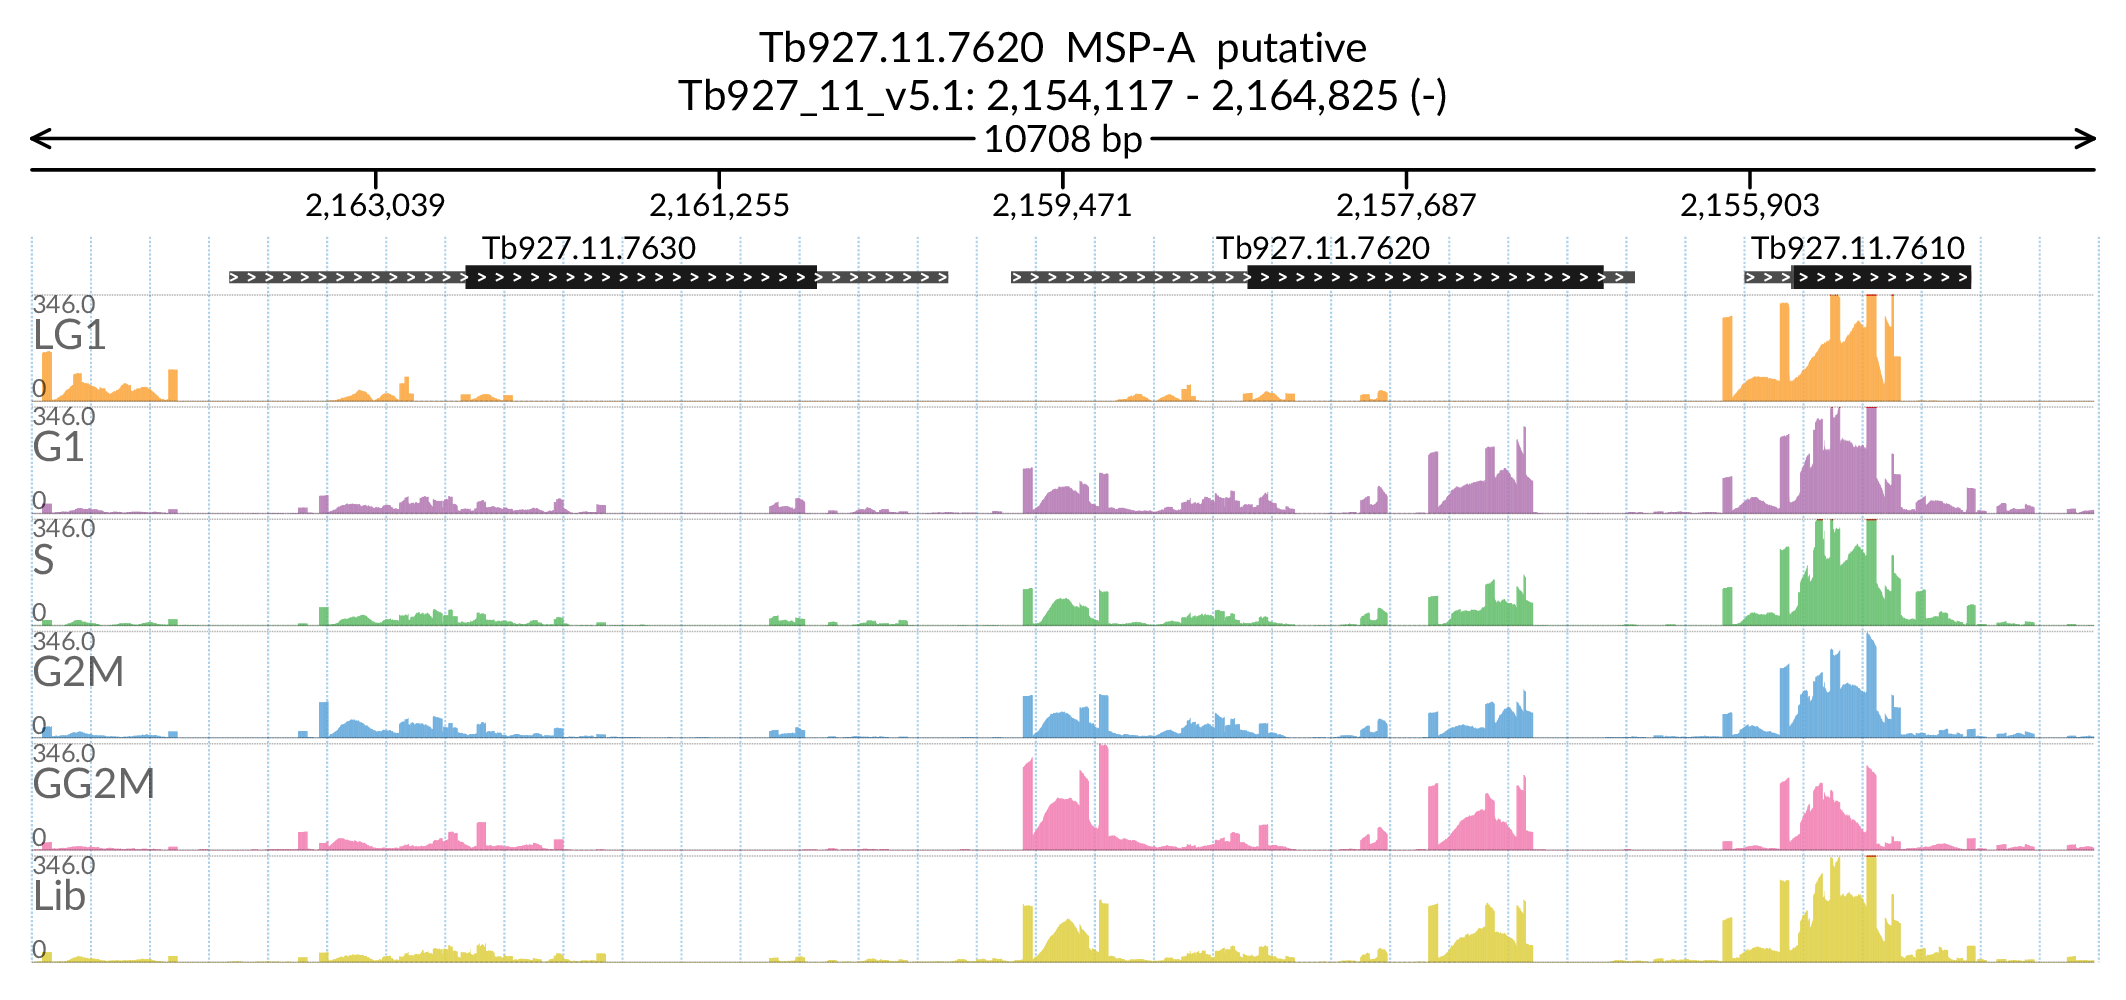 Tb927.11.7620 MSP-A putative
Tb927_11_v5.1: 2,154,117 - 2,164,825 (-)
10708 bp
2,163,039 2,161,255 2,159,471 2,157,687 2,155,903
Tb927.11.7630 Tb927.11.7620 Tb927.11.7610
346.0
LG1
0
346.0
G1
0
346.0
S
0
346.0
G2M
0
346.0
GG2M
0
346.0
Lib
0